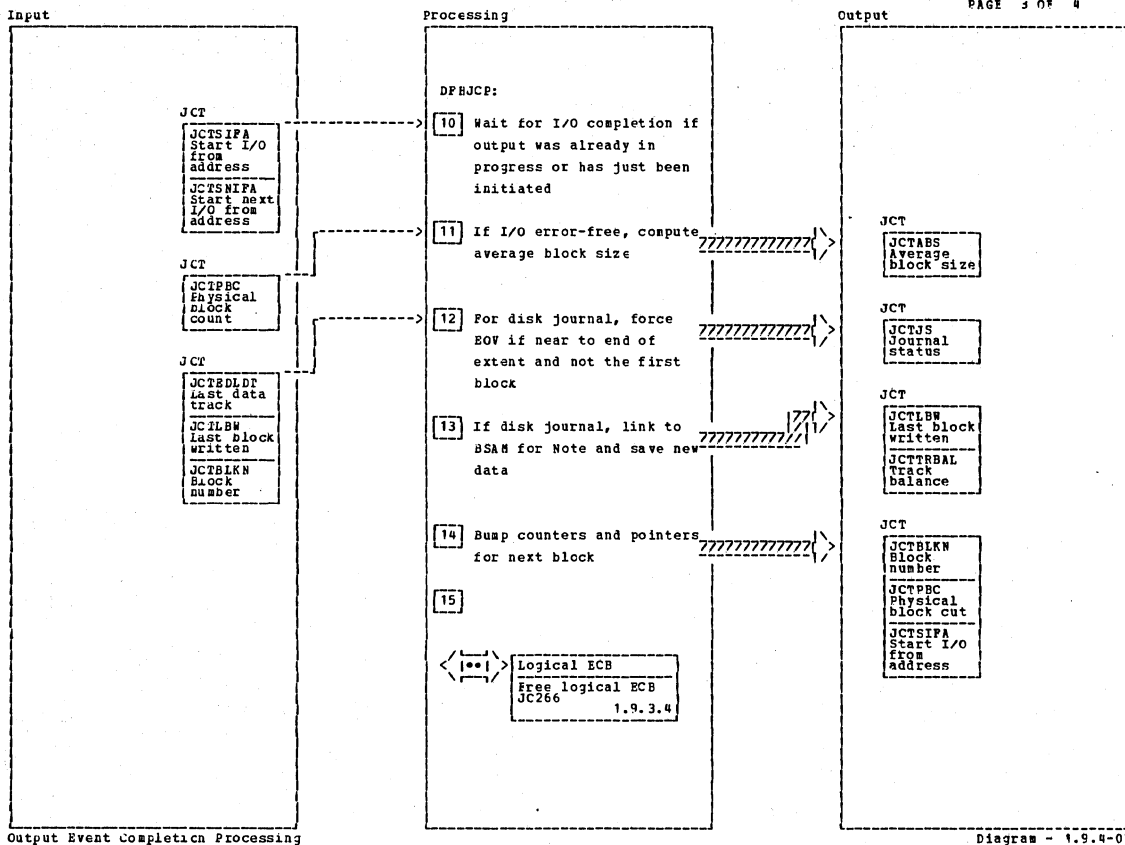 PAGE 3 OF 4
Input
Processing
Output
DFHJCP:
JCT
JCTSIFA
Start I/O
from
address
JCTSNIFA
Start next
I/O from
address
10 Wait for I/O completion if
output was already in
progress or has just been
initiated
JCT
JCTPBC
Physical
block
count
11 If I/O error-free, compute
average block size
JCT
JCTABS
Average
block size
JCT
JCTEDLDT
Last data
track
JCTLBW
Last block
written
JCTBLKN
Block
number
12 For disk journal, force
EOV if near to end of
extent and not the first
block
JCT
JCTJS
Journal
status
13 If disk journal, link to
BSAM for Note and save new
data
JCT
JCTLBW
Last block
written
JCTTRBAL
Track
balance
14 Bump counters and pointers
for next block
JCT
JCTBLKN
Block
number
JCTPBC
Physical
block cut
JCTSIFA
Start I/O
from
address
15
Logical ECB
Free logical ECB
JC266
1.9.3.4
Output Event Completion Processing
Diagram - 1.9.4-0